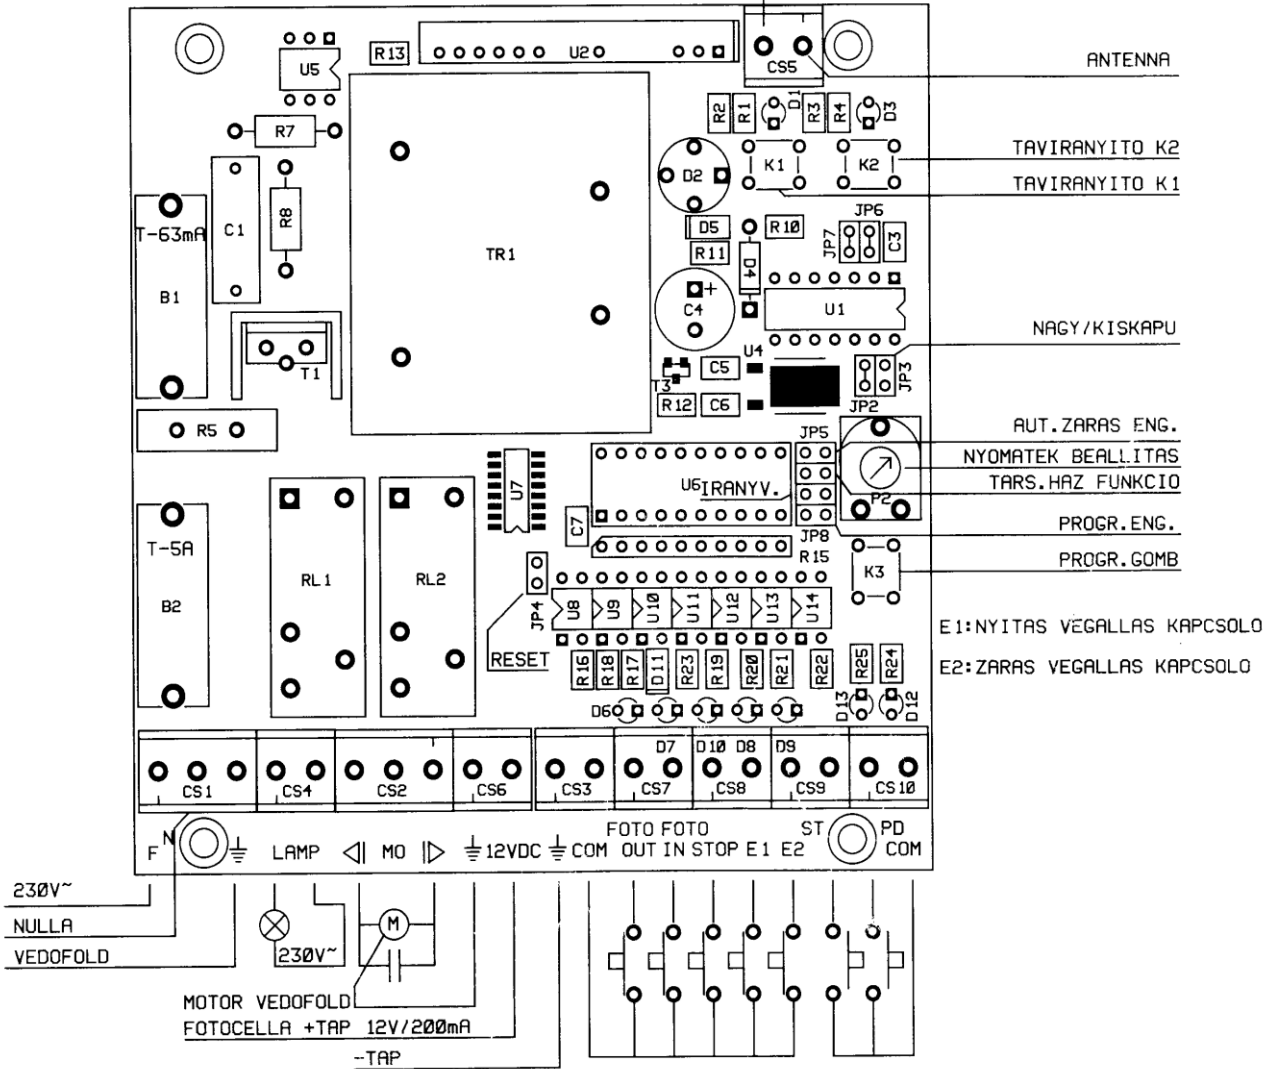 R13
U2
CS5
ANTENNA
U5
R2
R1
D1
R3
R4
D3
R7
K1
K2
TAVIRANYITO K2
TAVIRANYITO K1
D2
T-63mA
C1
R8
TR1
D5
R10
JP6
JP7
C3
R11
D4
B1
C4
+
U1
NAGY/KISKAPU
T1
U4
T3
C5
JP3
R12
C6
JP2
R5
JP5
AUT.ZARAS ENG.
NYOMATEK BEALLITAS
TARS.HAZ FUNKCIO
U7
U6
IRANYV.
P2
T-5A
C7
JP8
PROGR.ENG.
R15
PROGR.GOMB
RL1
RL2
K3
B2
JP4
U8
U9
U10
U11
U12
U13
U14
E1:NYITAS VEGALLAS KAPCSOLO
RESET
R16
R18
R17
D11
R23
R19
R20
R21
R22
R25
R24
E2:ZARAS VEGALLAS KAPCSOLO
D6
D13
D12
D7
D10
D8
D9
CS1
CS4
CS2
CS6
CS3
CS7
CS8
CS9
CS10
FOTO FOTO
ST
PD
F
N
LAMP
MO
12VDC
COM
OUT IN STOP E1 E2
COM
230V~
NULLA
M
VEDOFOLD
230V~
MOTOR VEDOFOLD
FOTOCELLA +TAP 12V/200mA
-TAP